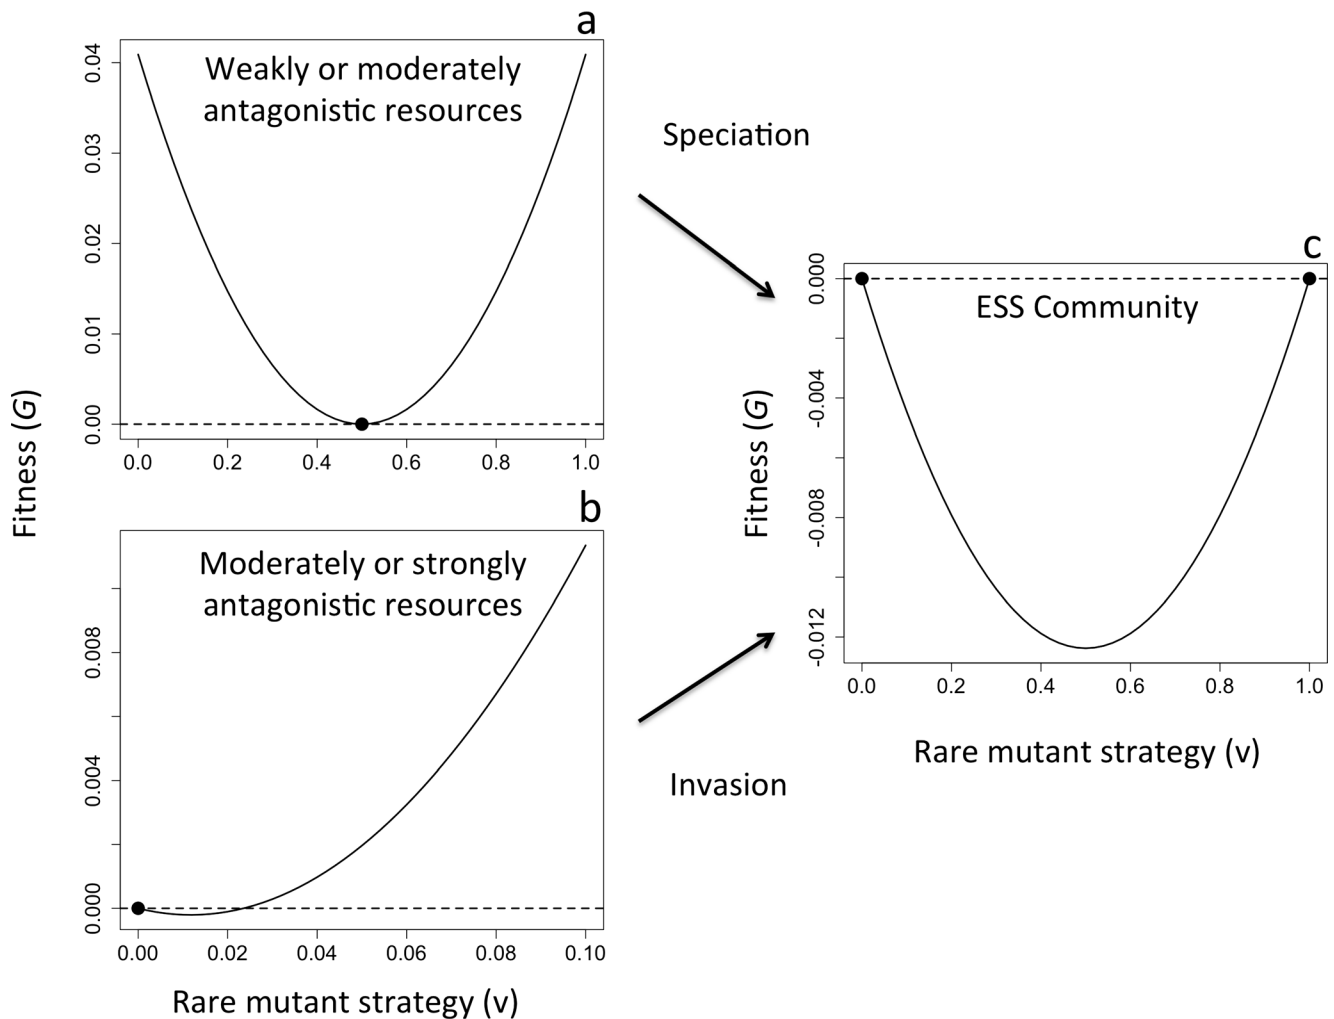 a
Weakly or moderately
antagonistic resources
0.04
0.03
0.02
0.01
0.00
0.0 0.2 0.4 0.6 0.8 1.0
Fitness (G)
b
Moderately or strongly
antagonistic resources
0.008
0.004
0.000
0.00 0.02 0.04 0.06 0.08 0.10
Rare mutant strategy (v)
Speciation
Invasion
c
ESS Community
0.000
-0.004
-0.008
-0.012
0.0 0.2 0.4 0.6 0.8 1.0
Fitness (G)
Rare mutant strategy (v)